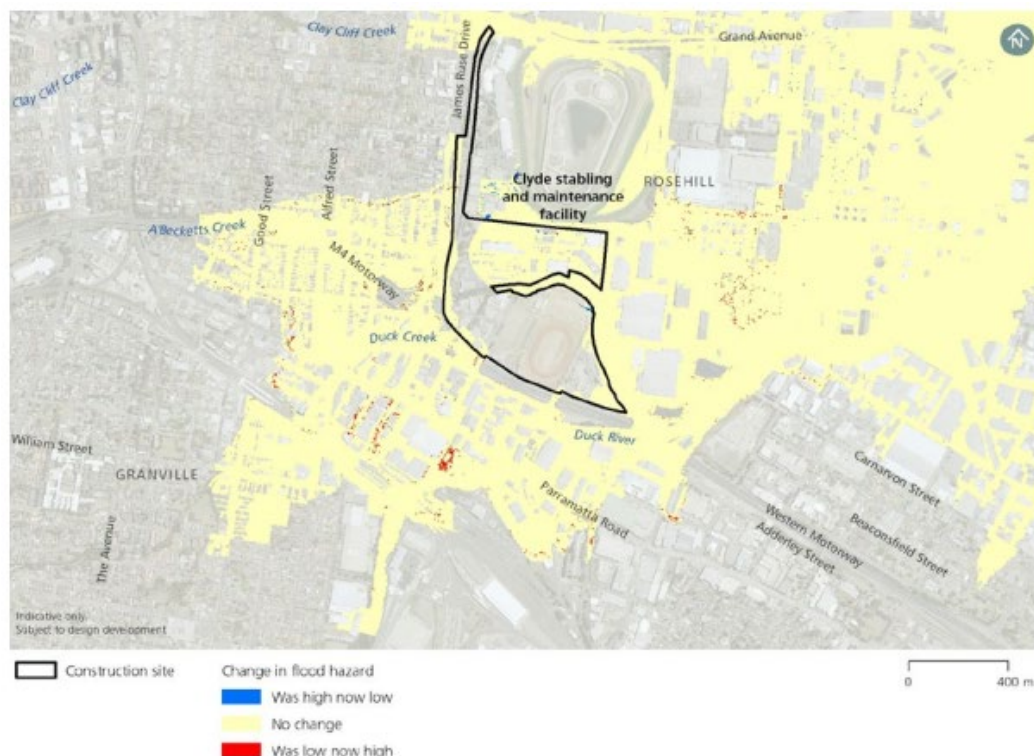 Clay Cliff Creek
James Ruse Drive
Grand Avenue
N
Clay Cliff Creek
Alfred Street
Good Street
Clyde stabling
and maintenance
facility
ROSEHILL
A'Becketts Creek
M4 Motorway
Duck Creek
Duck River
William Street
GRANVILLE
The Avenue
Parramatta Road
Carnarvon Street
Beaconsfield Street
Western Motorway
Adderley Street
Indicative only.
Subject to design development
Construction site
Change in flood hazard
Was high now low
No change
Was low now high
0 400 m